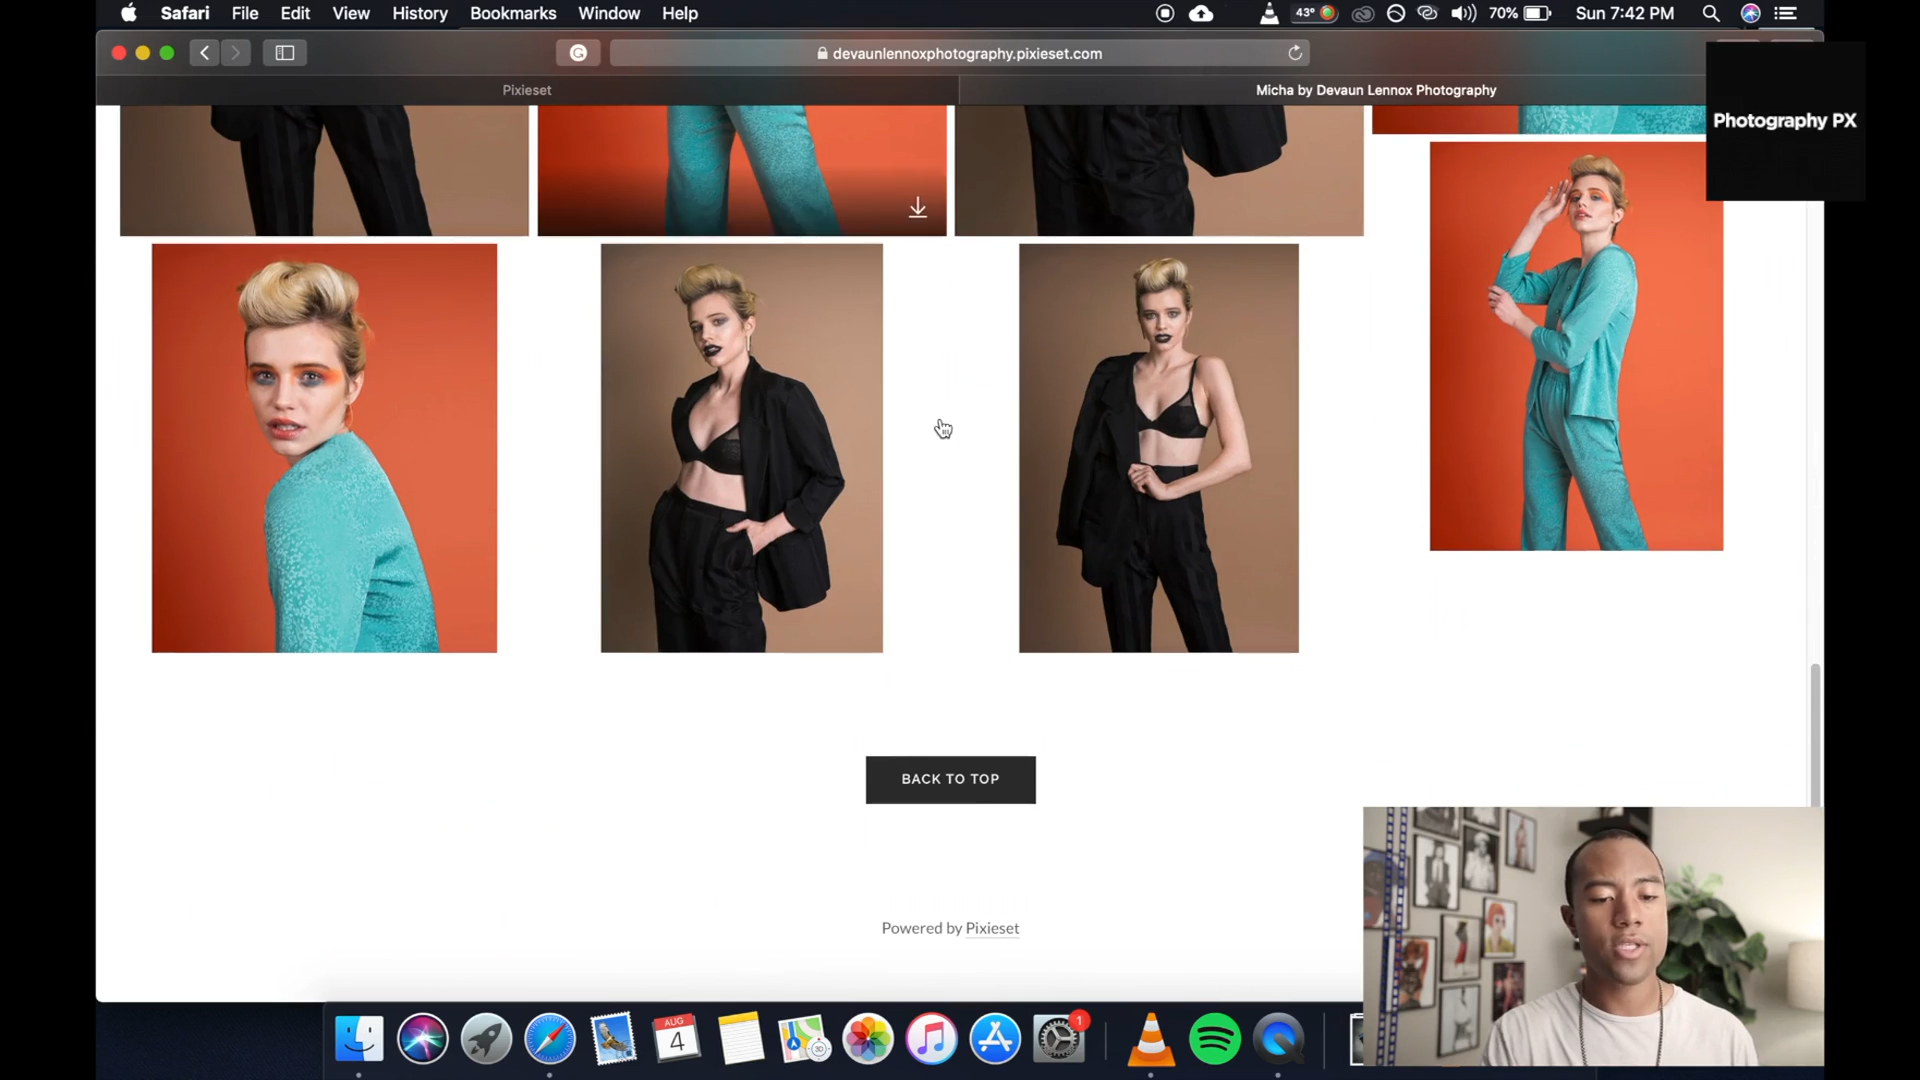 Safari File Edit View History Bookmarks Window Help 43° 70% Sun 7:42 PM
devaunlennoxphotography.pixieset.com
Pixieset
Micha by Devaun Lennox Photography
Photography PX
BACK TO TOP
Powered by Pixieset
AUG
4
3D
1